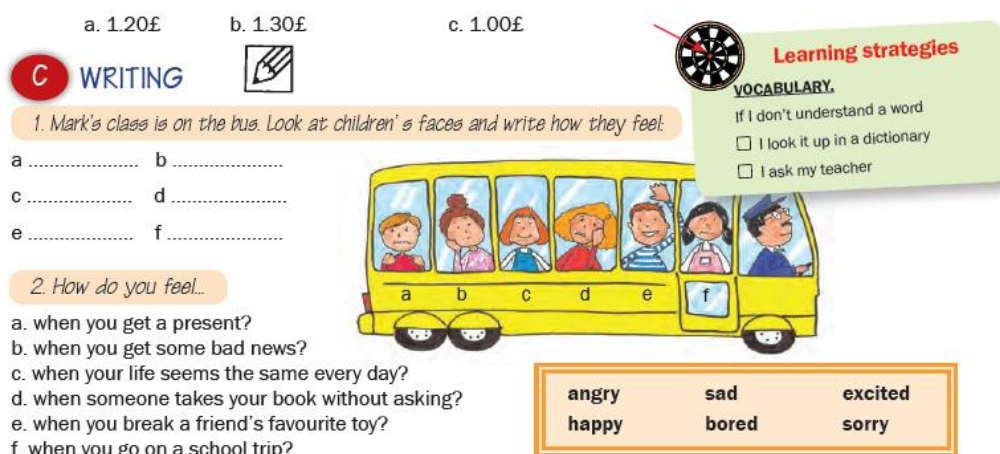 a. 1.20£ b. 1.30£ c. 1.00£
C WRITING
1. Mark's class is on the bus. Look at children' s faces and write how they feel:
a .................... b ....................
c .................... d ....................
e .................... f ....................
2. How do you feel...
a. when you get a present?
b. when you get some bad news?
c. when your life seems the same every day?
d. when someone takes your book without asking?
e. when you break a friend's favourite toy?
f. when you go on a school trip?
Learning strategies
VOCABULARY.
If I don't understand a word
☐ I look it up in a dictionary
☐ I ask my teacher
a b c d e f
angry sad excited
happy bored sorry